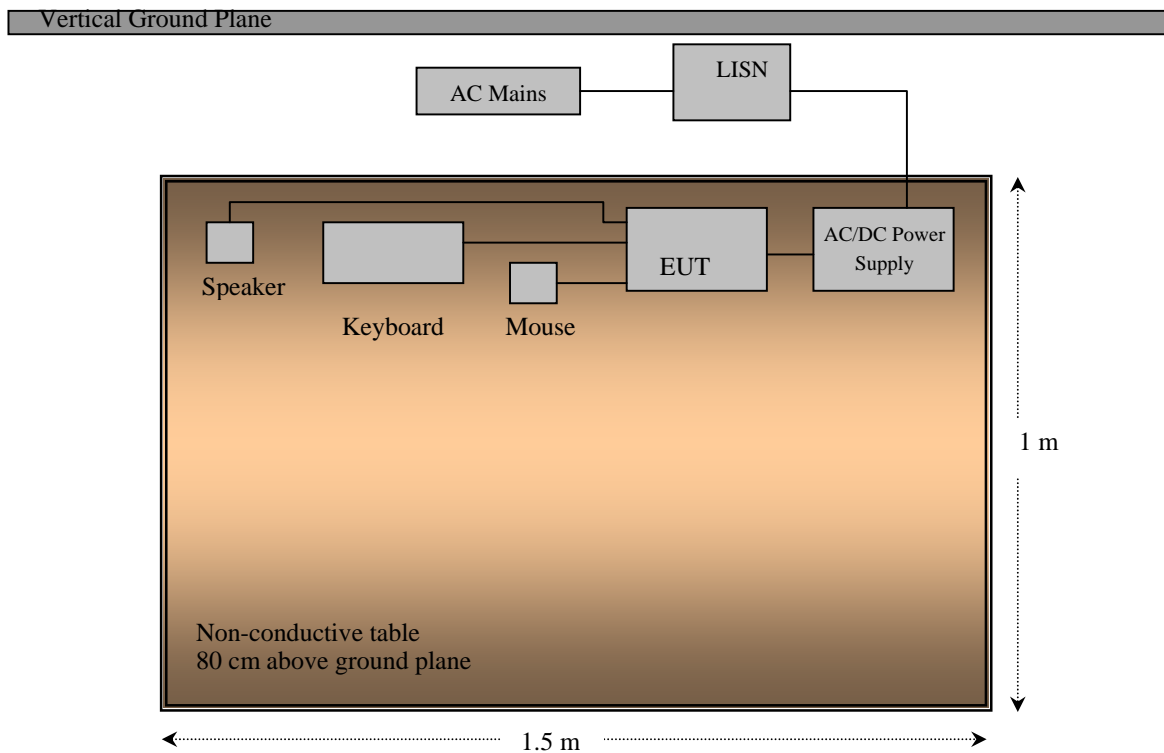 Vertical Ground Plane
LISN
AC Mains
AC/DC Power
Supply
EUT
Speaker
Keyboard
Mouse
1 m
Non-conductive table
80 cm above ground plane
1.5 m